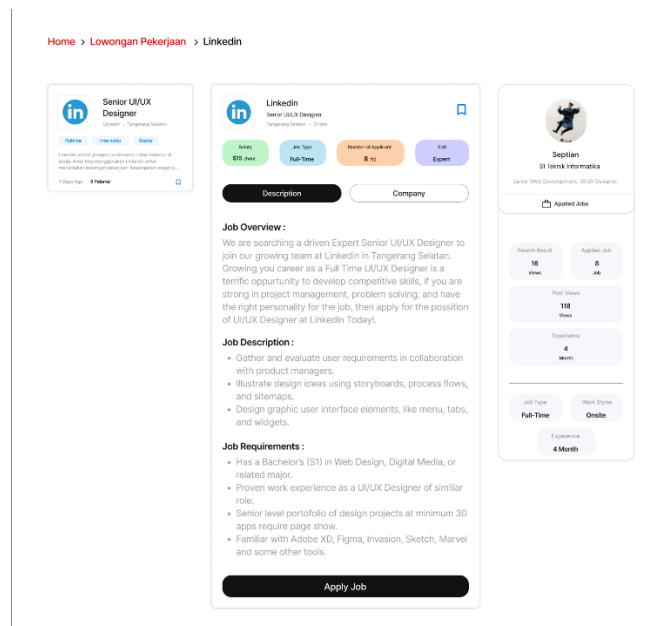 Home > Lowongan Pekerjaan > Linkedin
Senior UI/UX
Designer
Linkedin - Tangerang Selatan
Fulltime
Internship
Onsite
4 Days Ago
9 Pelamar
Linkedin
Senior UI/UX Designer
Tangerang Selatan - Onsite
Salary
$15 /hour
Job Type
Full-Time
Number of Applicant
8
Skill
Expert
Description
Company
Job Overview :
We are searching a driven Expert Senior UI/UX Designer to
join our growing team at Linkedin in Tangerang Selatan.
Growing you career as a Full Time UI/UX Designer is a
terrific oppurtunity to develop competitive skills, if you are
strong in project management, problem solving, and have
the right personality for the job, then apply for the possition
of UI/UX Designer at Linkedin Today!.
Job Description :
• Gather and evaluate user requirements in collaboration
with product managers.
• Illustrate design ideas using storyboards, process flows,
and sitemaps.
• Design graphic user interface elements, like menu, tabs,
and widgets.
Job Requirements :
• Has a Bachelor's (S1) in Web Design, Digital Media, or
related major.
• Proven work experience as a UI/UX Designer of similiar
role.
• Senior level portofolio of design projects at minimum 30
apps require page show.
• Familiar with Adobe XD, Figma, Invasion, Sketch, Marvel
and some other tools.
Apply Job
Septian
S1 Teknik Informatika
Junior Web Development, UI/UX Designer
Applied Jobs
Search Result
16
Views
Applied Job
8
Job
Post Views
118
Views
Experience
4
Month
Job Type
Full-Time
Work Styles
Onsite
Experience
4 Month